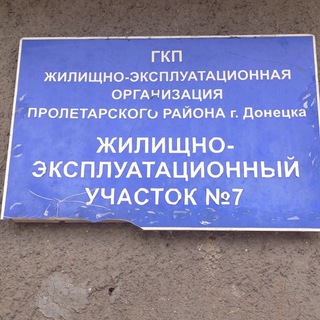 ГКП
ЖИЛИЩНО-ЭКСПЛУАТАЦИОННАЯ
ОРГАНИЗАЦИЯ
ПРОЛЕТАРСКОГО РАЙОНА г. Донецка
ЖИЛИЩНО-
ЭКСПЛУАТАЦИОННЫЙ
УЧАСТОК №7